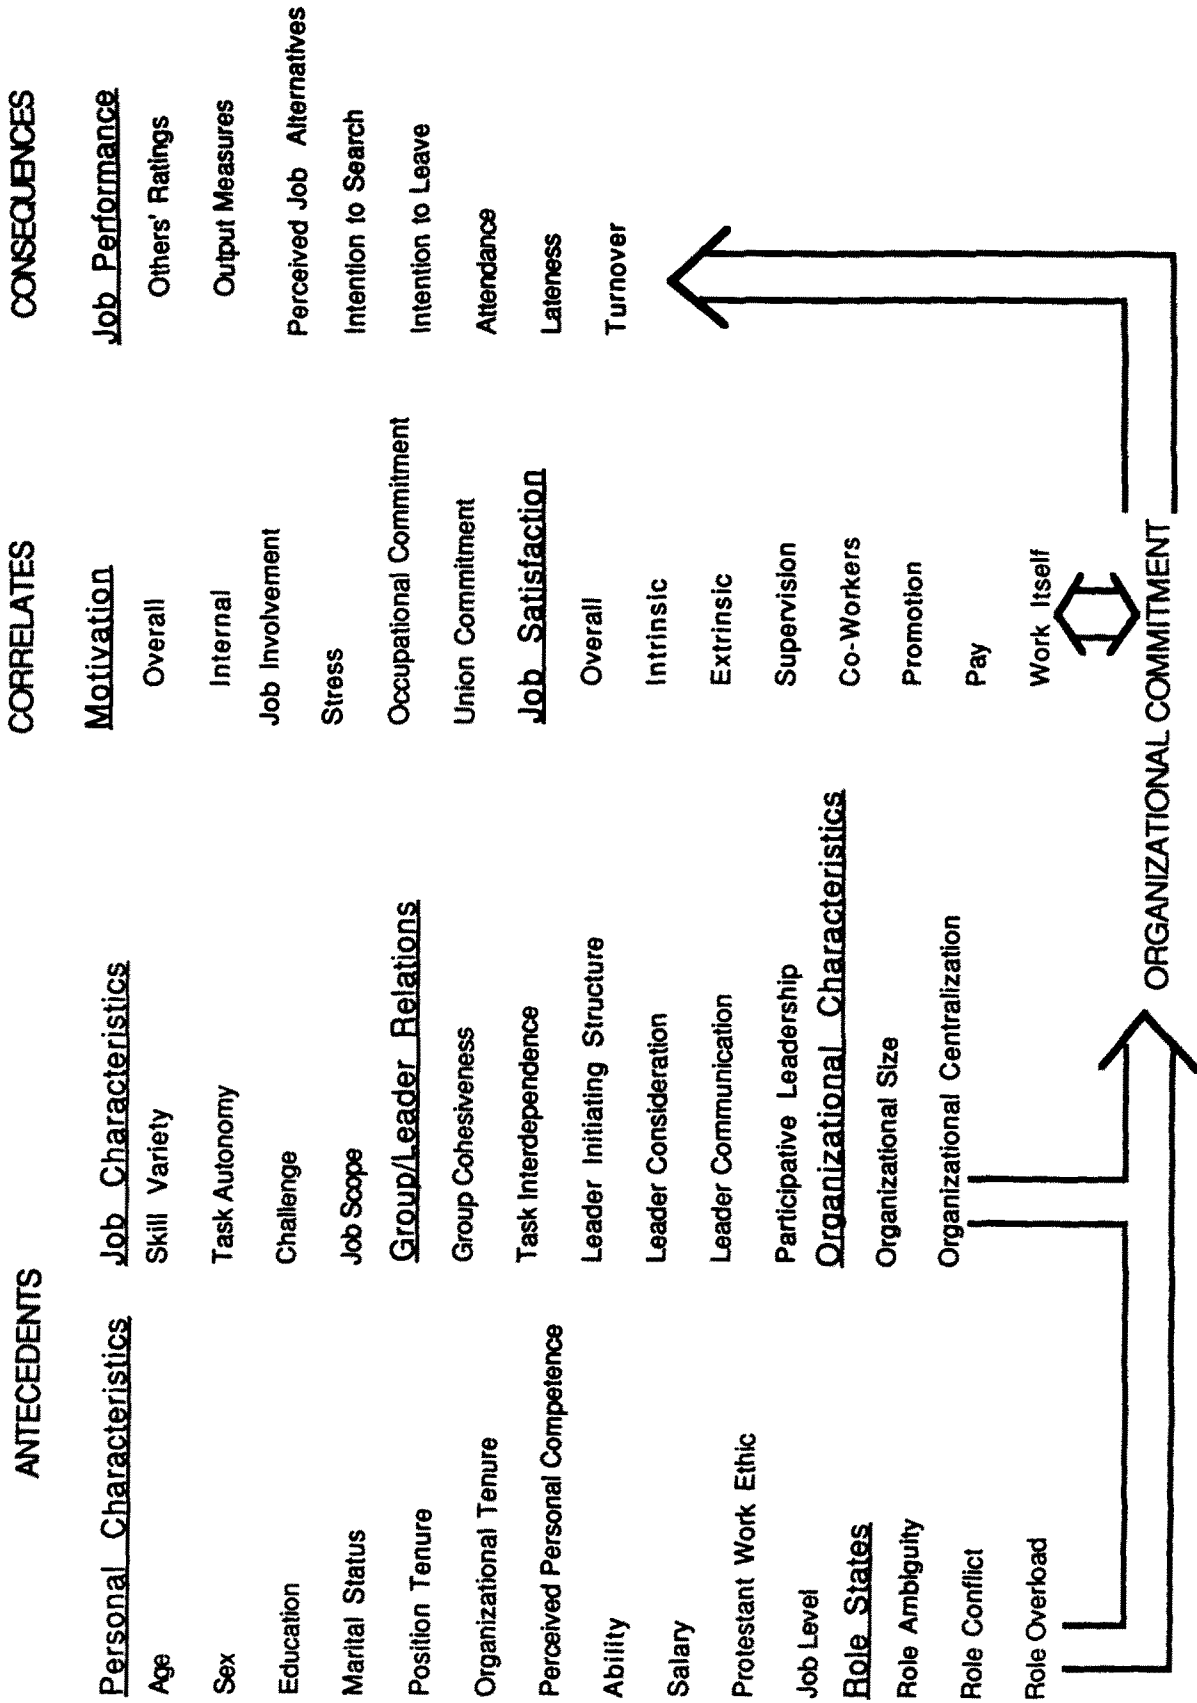 ANTECEDENTS
Personal Characteristics
Age
Sex
Education
Marital Status
Position Tenure
Organizational Tenure
Perceived Personal Competence
Ability
Salary
Protestant Work Ethic
Job Level
Role States
Role Ambiguity
Role Conflict
Role Overload
Job Characteristics
Skill Variety
Task Autonomy
Challenge
Job Scope
Group/Leader Relations
Group Cohesiveness
Task Interdependence
Leader Initiating Structure
Leader Consideration
Leader Communication
Participative Leadership
Organizational Characteristics
Organizational Size
Organizational Centralization
CORRELATES
Motivation
Overall
Internal
Job Involvement
Stress
Occupational Commitment
Union Commitment
Job Satisfaction
Overall
Intrinsic
Extrinsic
Supervision
Co-Workers
Promotion
Pay
Work Itself
CONSEQUENCES
Job Performance
Others' Ratings
Output Measures
Perceived Job Alternatives
Intention to Search
Intention to Leave
Attendance
Lateness
Turnover
ORGANIZATIONAL COMMITMENT